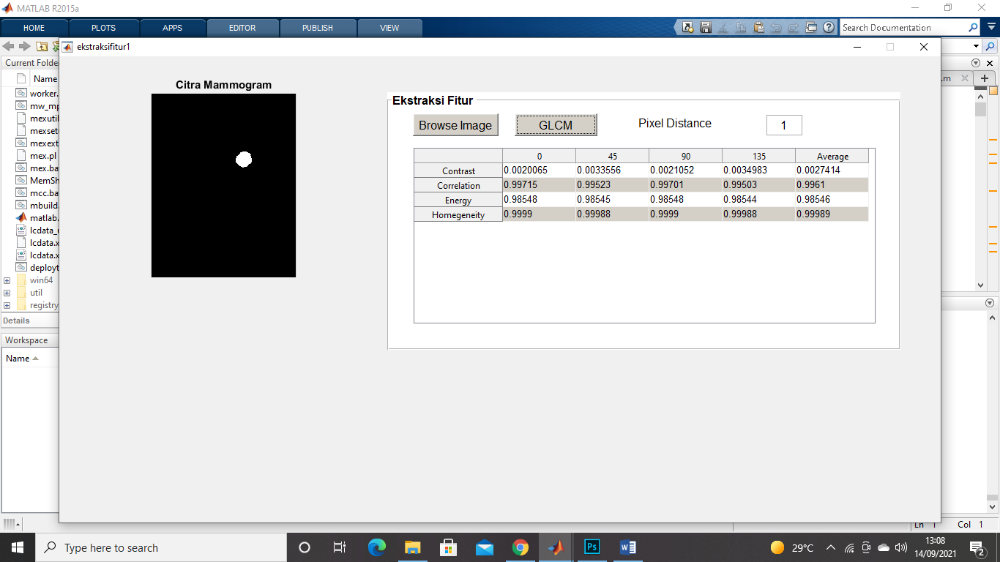 MATLAB R2015a
HOME PLOTS APPS EDITOR PUBLISH VIEW
Search Documentation
ekstraksifitur1
Current Folde
.m
Name
worker.
mw_mp
mexutil
mexset
mexext
mex.pl
mex.ba
MemSh
mcc.ba
mbuild.
matlab.
lcdata_u
lcdata.x
lcdata.x
deployt
win64
util
registry
Details
Workspace
Name
Citra Mammogram
Ekstraksi Fitur
Browse Image GLCM Pixel Distance 1
0 45 90 135 Average
Contrast 0.0020065 0.0033556 0.0021052 0.0034983 0.0027414
Correlation 0.99715 0.99523 0.99701 0.99503 0.9961
Energy 0.98548 0.98545 0.98548 0.98544 0.98546
Homegeneity 0.9999 0.99988 0.9999 0.99988 0.99989
Ln 1 Col 1
Type here to search
29°C
13:08
14/09/2021
2